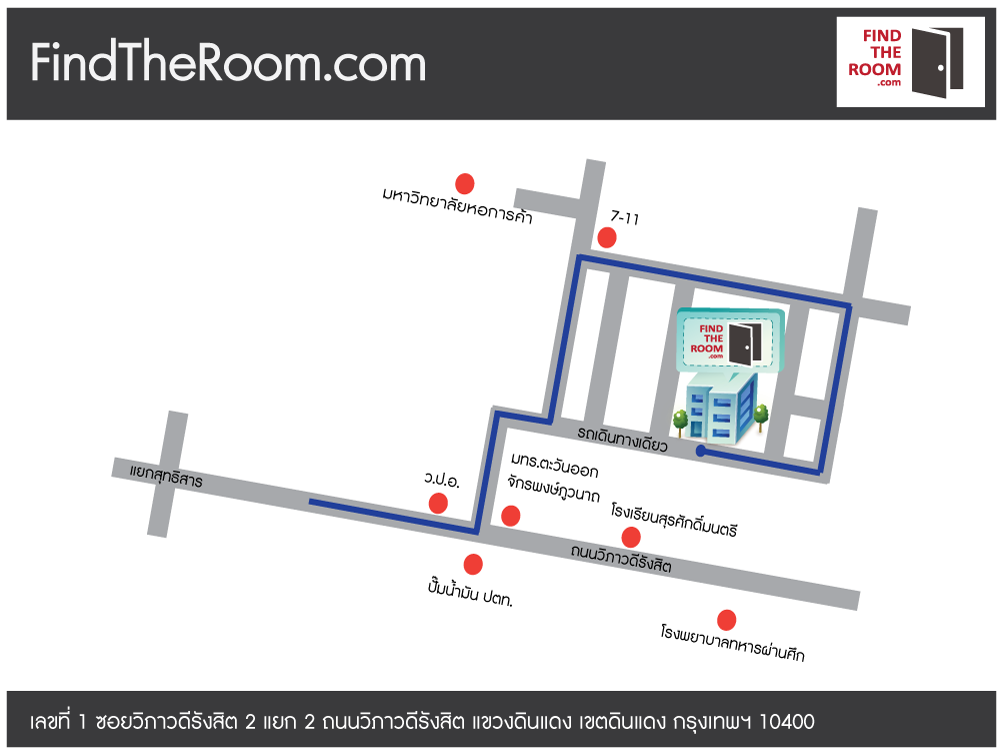 FindTheRoom.com
FIND
THE
ROOM
.com
มหาวิทยาลัยหอการค้า
7-11
FIND
THE
ROOM
.com
รถเดินทางเดียว
แยกสุทธิสาร
ว.ป.อ.
มทร.ตะวันออก
จักรพงษ์ภูวนาถ
โรงเรียนสุรศักดิ์มนตรี
ถนนวิภาวดีรังสิต
ปั๊มน้ำมัน ปตท.
โรงพยาบาลทหารผ่านศึก
เลขที่ 1 ซอยวิภาวดีรังสิต 2 แยก 2 ถนนวิภาวดีรังสิต แขวงดินแดง เขตดินแดง กรุงเทพฯ 10400